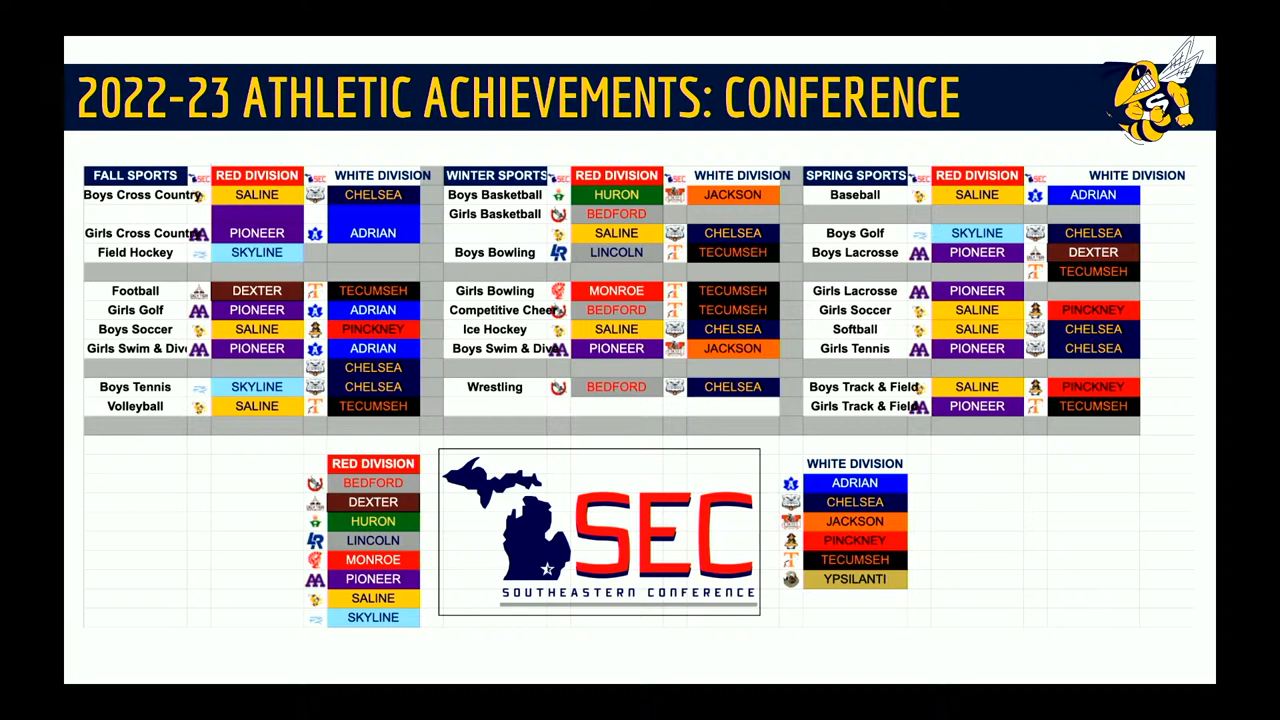 2022-23 ATHLETIC ACHIEVEMENTS: CONFERENCE
FALL SPORTS SEC RED DIVISION SEC WHITE DIVISION WINTER SPORTS SEC RED DIVISION SEC WHITE DIVISION SPRING SPORTS SEC RED DIVISION SEC WHITE DIVISION
Boys Cross Country SALINE CHELSEA Boys Basketball HURON JACKSON Baseball SALINE ADRIAN
Girls Basketball BEDFORD
Girls Cross Country PIONEER ADRIAN SALINE CHELSEA Boys Golf SKYLINE CHELSEA
Field Hockey SKYLINE Boys Bowling LINCOLN TECUMSEH Boys Lacrosse PIONEER DEXTER
TECUMSEH
Football DEXTER TECUMSEH Girls Bowling MONROE TECUMSEH Girls Lacrosse PIONEER
Girls Golf PIONEER ADRIAN Competitive Cheer BEDFORD TECUMSEH Girls Soccer SALINE PINCKNEY
Boys Soccer SALINE PINCKNEY Ice Hockey SALINE CHELSEA Softball SALINE CHELSEA
Girls Swim & Dive PIONEER ADRIAN Boys Swim & Dive PIONEER JACKSON Girls Tennis PIONEER CHELSEA
CHELSEA
Boys Tennis SKYLINE CHELSEA Wrestling BEDFORD CHELSEA Boys Track & Field SALINE PINCKNEY
Volleyball SALINE TECUMSEH Girls Track & Field PIONEER TECUMSEH
RED DIVISION
BEDFORD
DEXTER
HURON
LINCOLN
MONROE
PIONEER
SALINE
SKYLINE
SEC
SOUTHEASTERN CONFERENCE
WHITE DIVISION
ADRIAN
CHELSEA
JACKSON
PINCKNEY
TECUMSEH
YPSILANTI